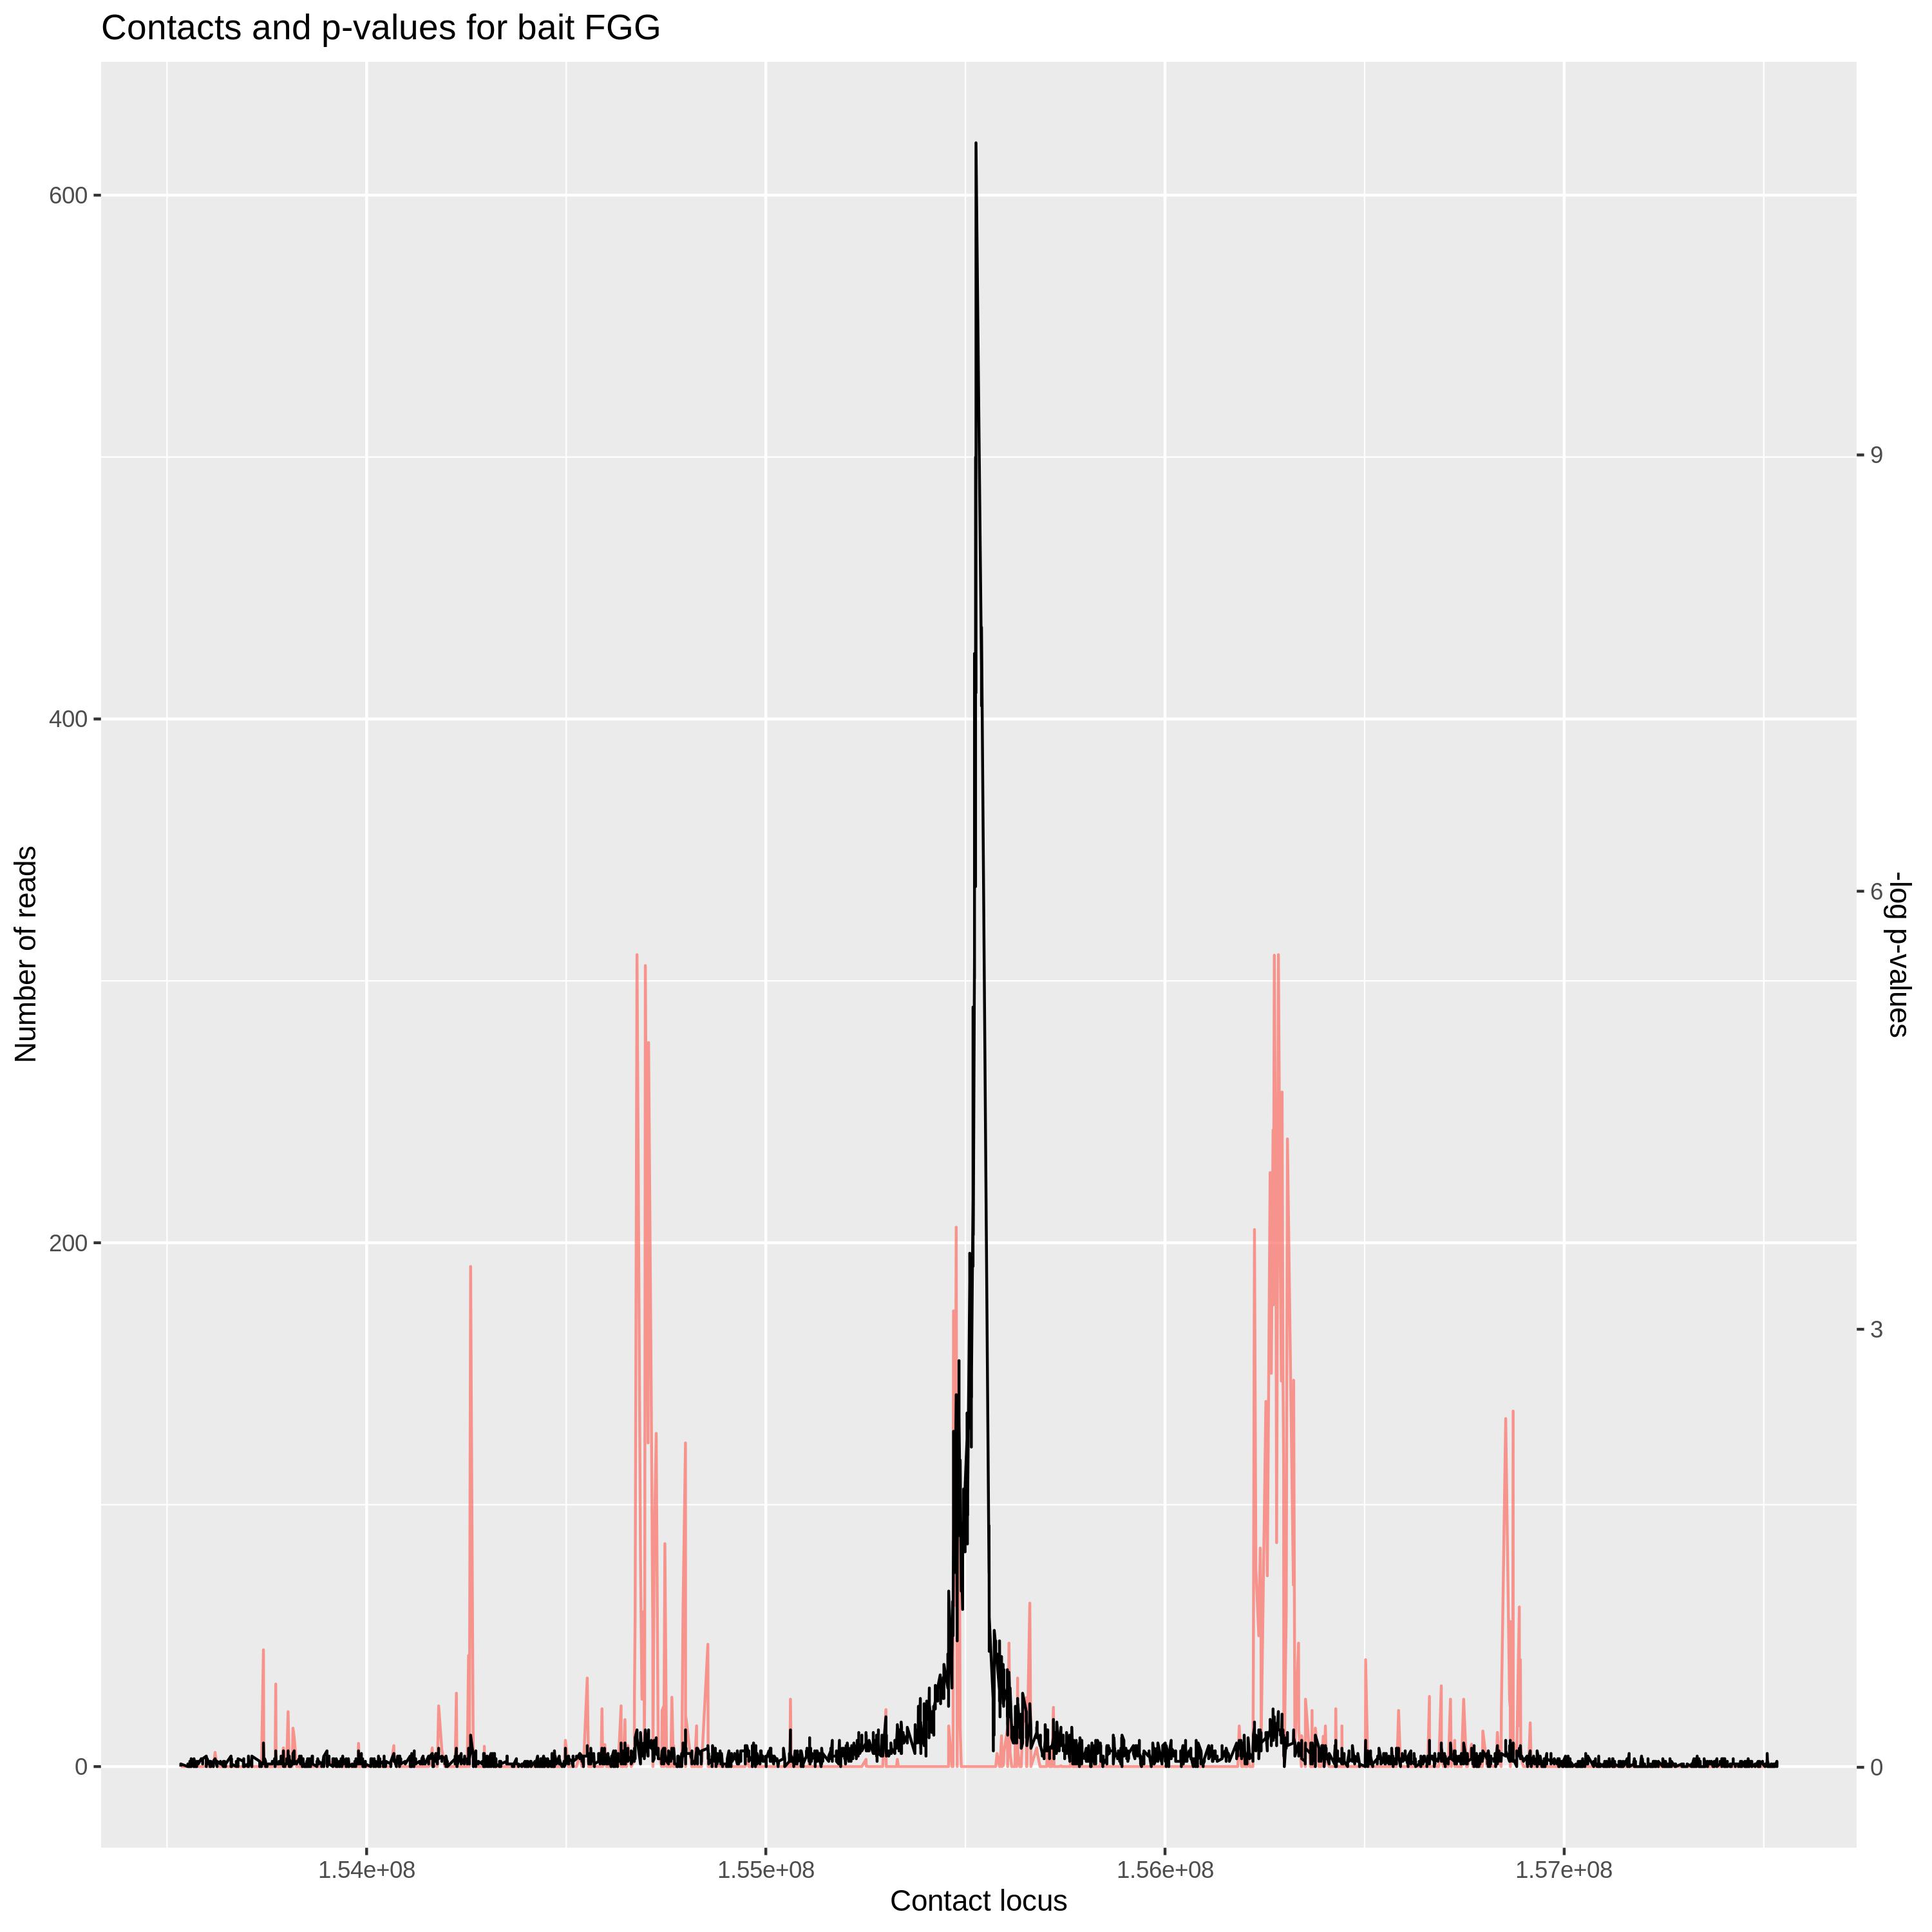 Contacts and p-values for bait FGG
600
400
200
0
Number of reads
9
6
3
0
-log p-values
1.54e+08 1.55e+08 1.56e+08 1.57e+08
Contact locus